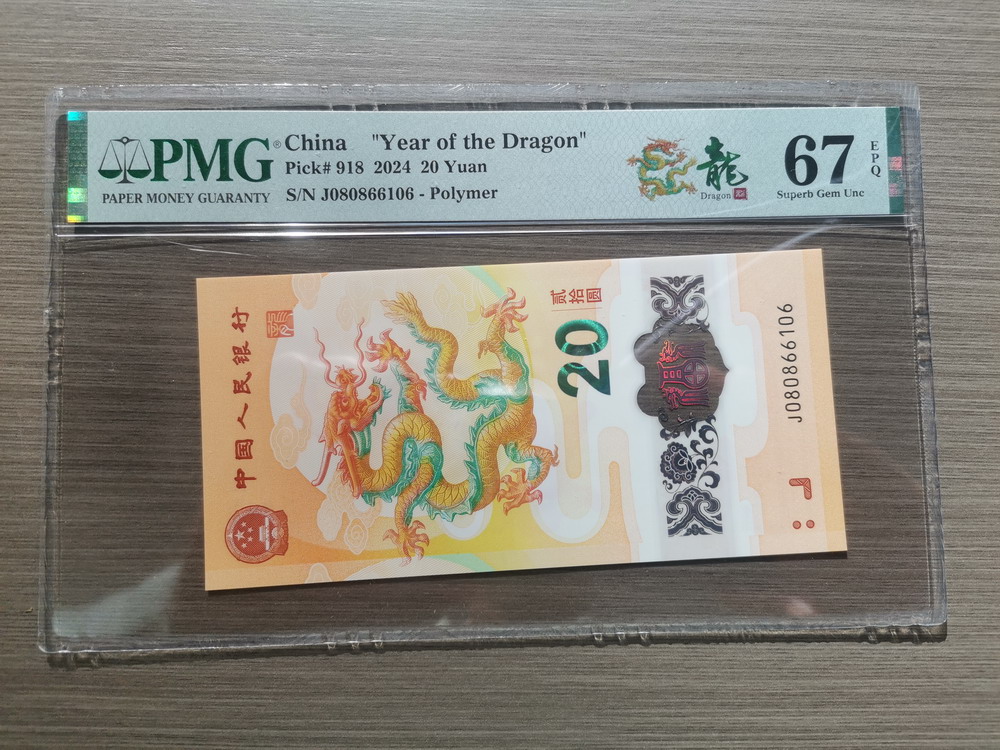 PMG®
PAPER MONEY GUARANTY
China "Year of the Dragon"
Pick# 918 2024 20 Yuan
S/N J080866106 - Polymer
龍
Dragon
67
EPQ
Superb Gem Unc
中国人民银行
贰拾圆
20
J080866106